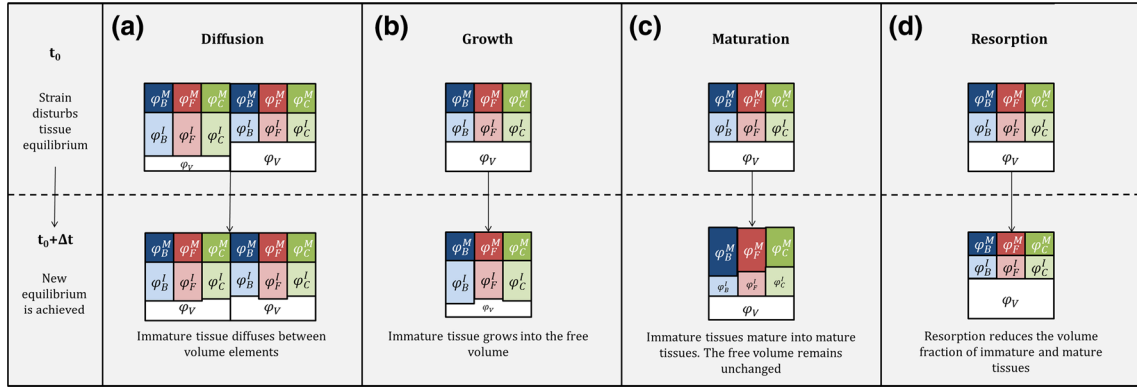 (a) (b) (c) (d)
Diffusion Growth Maturation Resorption
t₀
Strain
disturbs
tissue
equilibrium
φ_B^M φ_F^M φ_C^M φ_B^M φ_F^M φ_C^M φ_B^M φ_F^M φ_C^M φ_B^M φ_F^M φ_C^M φ_B^M φ_F^M φ_C^M
φ_B^I φ_F^I φ_C^I φ_B^I φ_F^I φ_C^I φ_B^I φ_F^I φ_C^I φ_B^I φ_F^I φ_C^I φ_B^I φ_F^I φ_C^I
φ_V φ_V φ_V φ_V φ_V
t₀+Δt
New
equilibrium
is achieved
φ_B^M φ_F^M φ_C^M φ_B^M φ_F^M φ_C^M φ_B^M φ_F^M φ_C^M φ_B^M φ_F^M φ_C^M φ_B^M φ_F^M φ_C^M
φ_B^I φ_F^I φ_C^I φ_B^I φ_F^I φ_C^I φ_B^I φ_F^I φ_C^I φ_B^I φ_F^I φ_C^I φ_B^I φ_F^I φ_C^I
φ_V φ_V φ_V φ_V φ_V
Immature tissue diffuses between
volume elements
Immature tissue grows into the free
volume
Immature tissues mature into mature
tissues. The free volume remains
unchanged
Resorption reduces the volume
fraction of immature and mature
tissues